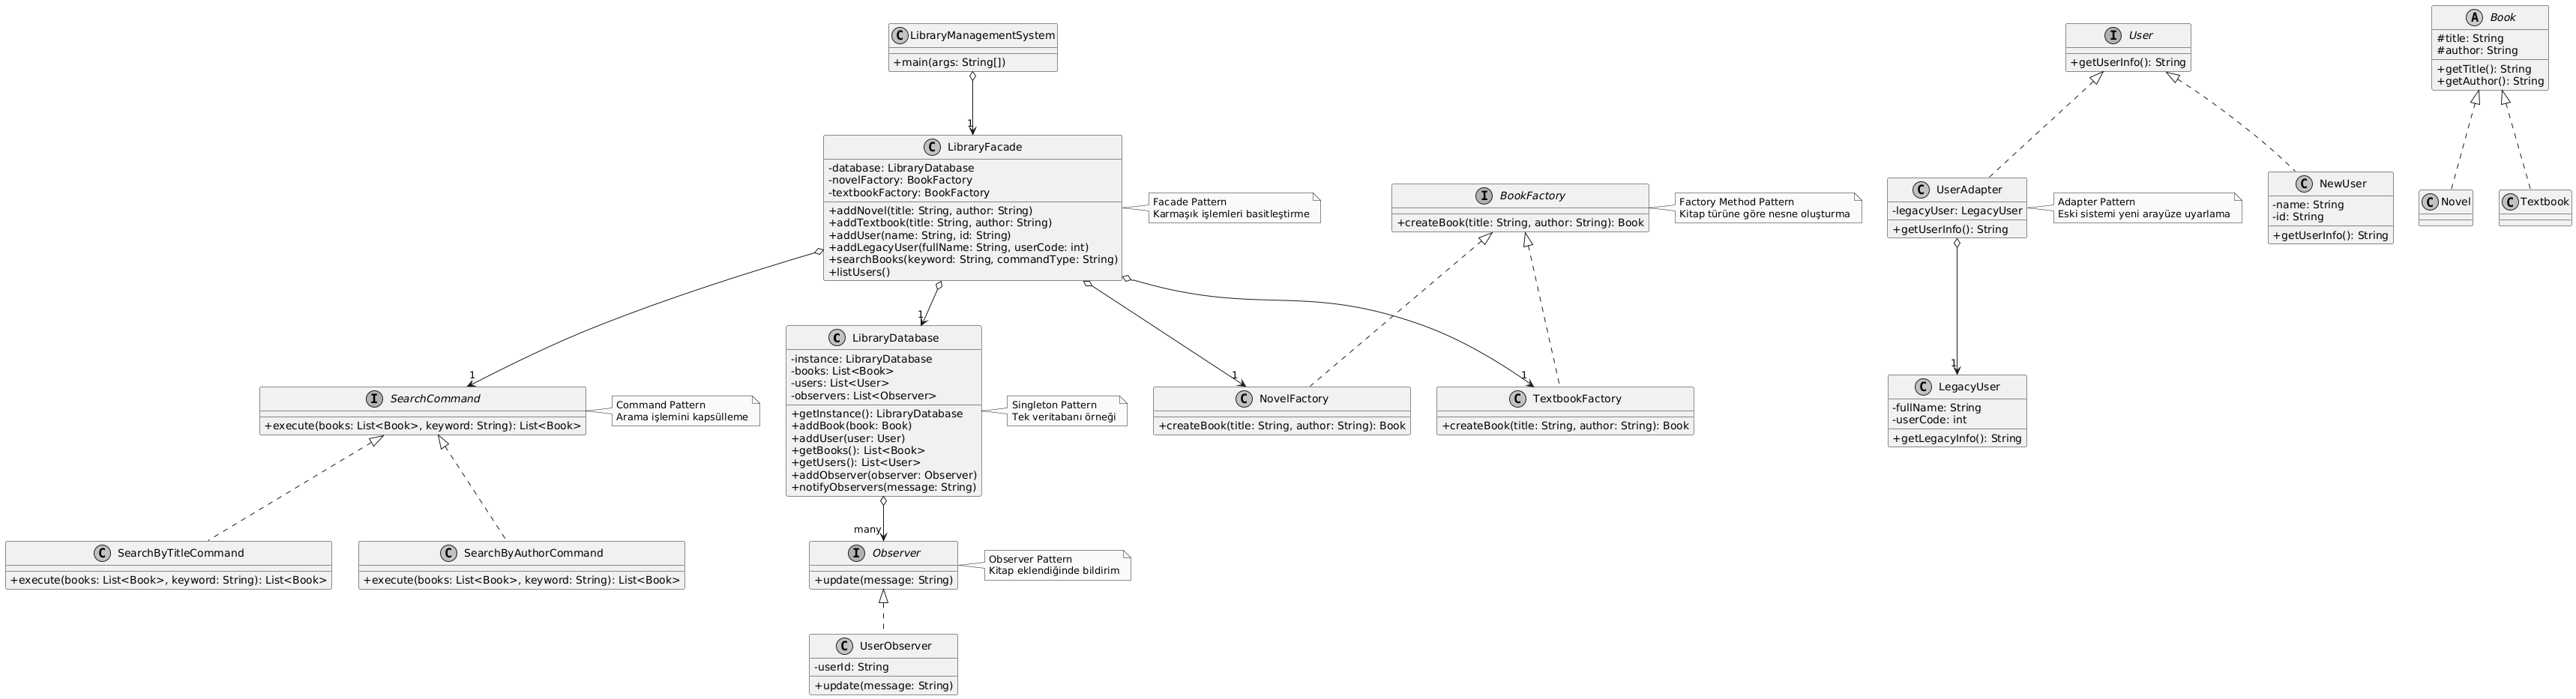 C LibraryManagementSystem
+main(args: String[])
1
C LibraryFacade
-database: LibraryDatabase
-novelFactory: BookFactory
-textbookFactory: BookFactory
+addNovel(title: String, author: String)
+addTextbook(title: String, author: String)
+addUser(name: String, id: String)
+addLegacyUser(fullName: String, userCode: int)
+searchBooks(keyword: String, commandType: String)
+listUsers()
Facade Pattern
Karmaşık işlemleri basitleştirme
I BookFactory
+createBook(title: String, author: String): Book
Factory Method Pattern
Kitap türüne göre nesne oluşturma
I User
+getUserInfo(): String
C UserAdapter
-legacyUser: LegacyUser
+getUserInfo(): String
Adapter Pattern
Eski sistemi yeni arayüze uyarlama
C NewUser
-name: String
-id: String
+getUserInfo(): String
A Book
#title: String
#author: String
+getTitle(): String
+getAuthor(): String
C Novel
C Textbook
1
I SearchCommand
+execute(books: List<Book>, keyword: String): List<Book>
Command Pattern
Arama işlemini kapsülleme
1
C LibraryDatabase
-instance: LibraryDatabase
-books: List<Book>
-users: List<User>
-observers: List<Observer>
+getInstance(): LibraryDatabase
+addBook(book: Book)
+addUser(user: User)
+getBooks(): List<Book>
+getUsers(): List<User>
+addObserver(observer: Observer)
+notifyObservers(message: String)
Singleton Pattern
Tek veritabanı örneği
1
C NovelFactory
+createBook(title: String, author: String): Book
1
C TextbookFactory
+createBook(title: String, author: String): Book
1
C LegacyUser
-fullName: String
-userCode: int
+getLegacyInfo(): String
C SearchByTitleCommand
+execute(books: List<Book>, keyword: String): List<Book>
C SearchByAuthorCommand
+execute(books: List<Book>, keyword: String): List<Book>
many
I Observer
+update(message: String)
Observer Pattern
Kitap eklendiğinde bildirim
C UserObserver
-userId: String
+update(message: String)